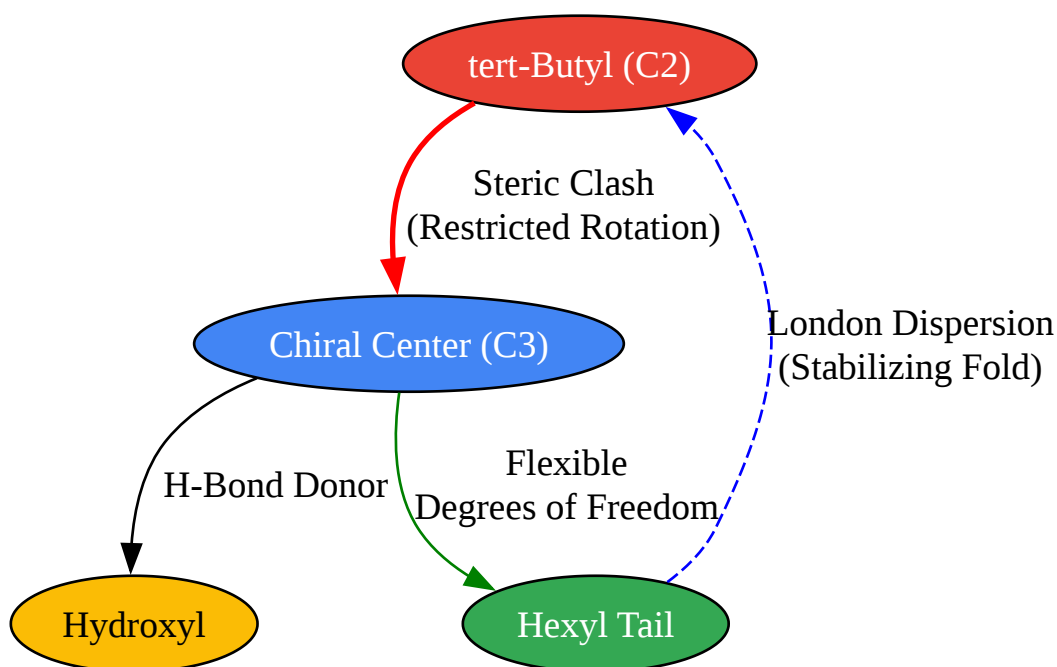 tert-Butyl (C2)
Steric Clash
(Restricted Rotation)
London Dispersion
(Stabilizing Fold)
Chiral Center (C3)
H-Bond Donor
Flexible
Degrees of Freedom
Hydroxyl
Hexyl Tail